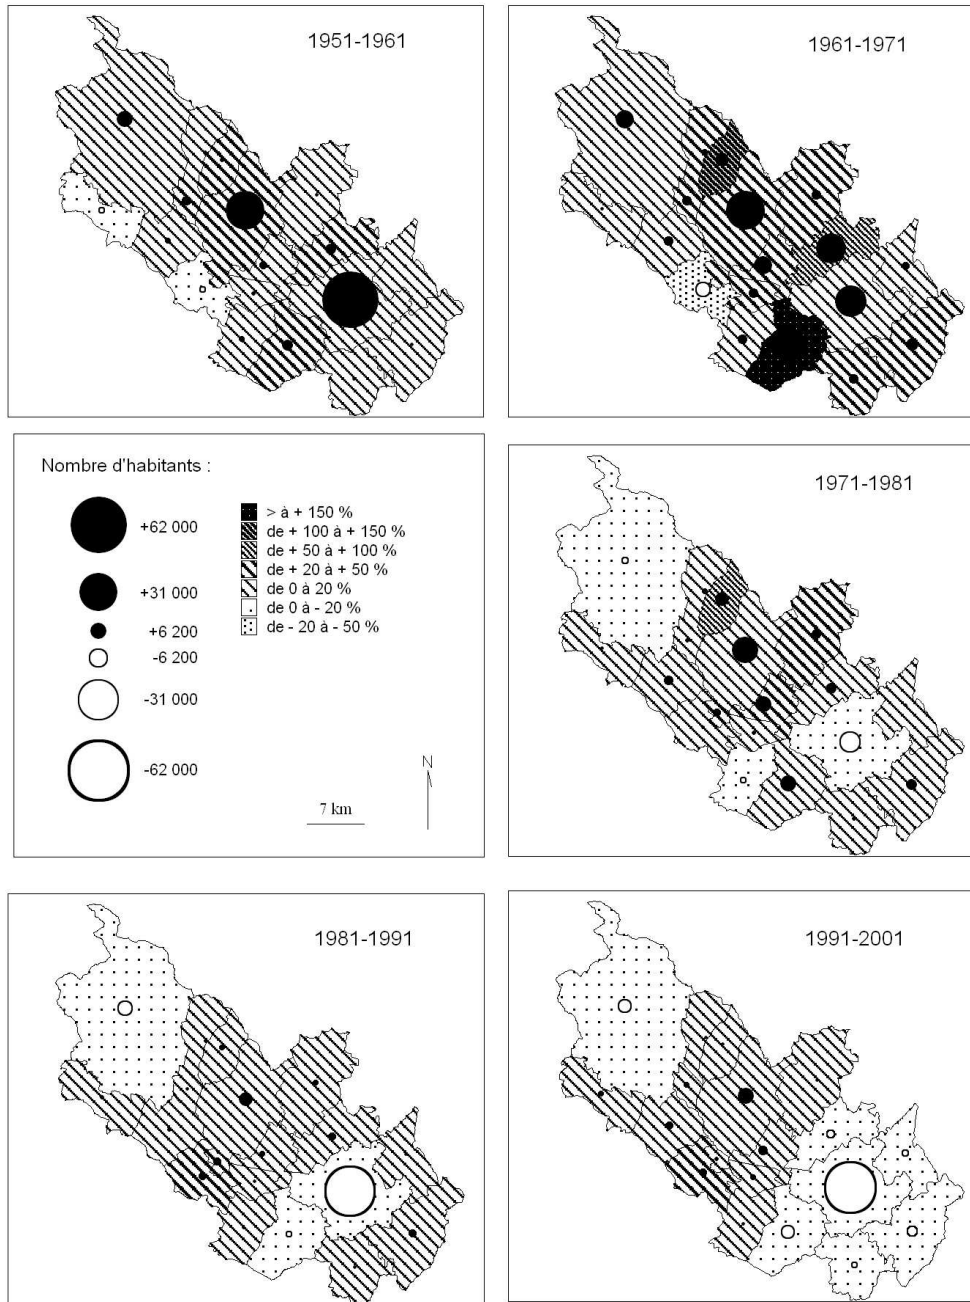 1951-1961
1961-1971
Nombre d'habitants :
+62 000
+31 000
+6 200
-6 200
-31 000
-62 000
> à + 150 %
de + 100 à + 150 %
de + 50 à + 100 %
de + 20 à + 50 %
de 0 à 20 %
de 0 à - 20 %
de - 20 à - 50 %
N
7 km
1971-1981
1981-1991
1991-2001